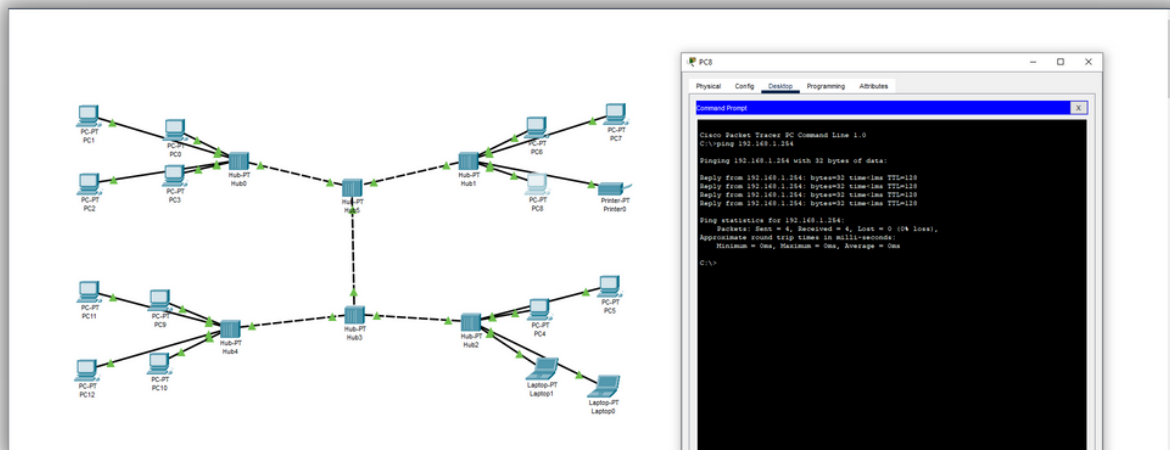 PC-PT
PC1
PC-PT
PC0
PC-PT
PC2
PC-PT
PC3
Hub-PT
Hub0
Hub-PT
Hub-PT
Hub1
PC-PT
PC6
PC-PT
PC7
PC-PT
PC8
Printer-PT
Printer0
PC-PT
PC11
PC-PT
PC9
PC-PT
PC12
PC-PT
PC10
Hub-PT
Hub4
Hub-PT
Hub3
Hub-PT
Hub2
PC-PT
PC5
PC-PT
PC4
Laptop-PT
Laptop1
Laptop-PT
Laptop0
PC8
Physical Config Desktop Programming Attributes
Command Prompt X
Cisco Packet Tracer PC Command Line 1.0
C:\>ping 192.168.1.254
Pinging 192.168.1.254 with 32 bytes of data:
Reply from 192.168.1.254: bytes=32 time<1ms TTL=128
Reply from 192.168.1.254: bytes=32 time<1ms TTL=128
Reply from 192.168.1.254: bytes=32 time<1ms TTL=128
Reply from 192.168.1.254: bytes=32 time<1ms TTL=128
Ping statistics for 192.168.1.254:
Packets: Sent = 4, Received = 4, Lost = 0 (0% loss),
Approximate round trip times in milli-seconds:
Minimum = 0ms, Maximum = 0ms, Average = 0ms
C:\>